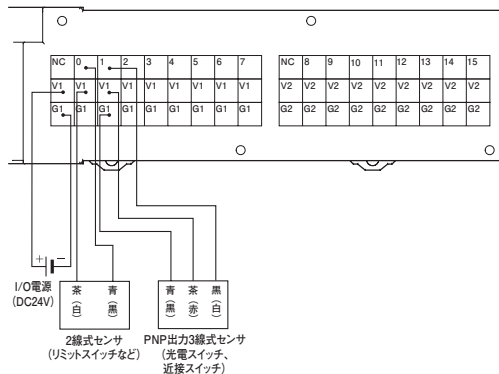 NC 0 1 2 3 4 5 6 7
V1 V1 V1 V1 V1 V1 V1 V1 V1
G1 G1 G1 G1 G1 G1 G1 G1 G1
NC 8 9 10 11 12 13 14 15
V2 V2 V2 V2 V2 V2 V2 V2 V2
G2 G2 G2 G2 G2 G2 G2 G2 G2
+ −
I/O電源
(DC24V)
茶(白) 青(黒)
2線式センサ
(リミットスイッチなど)
青(黒) 茶(赤) 黒(白)
PNP出力3線式センサ
(光電スイッチ、
近接スイッチ)